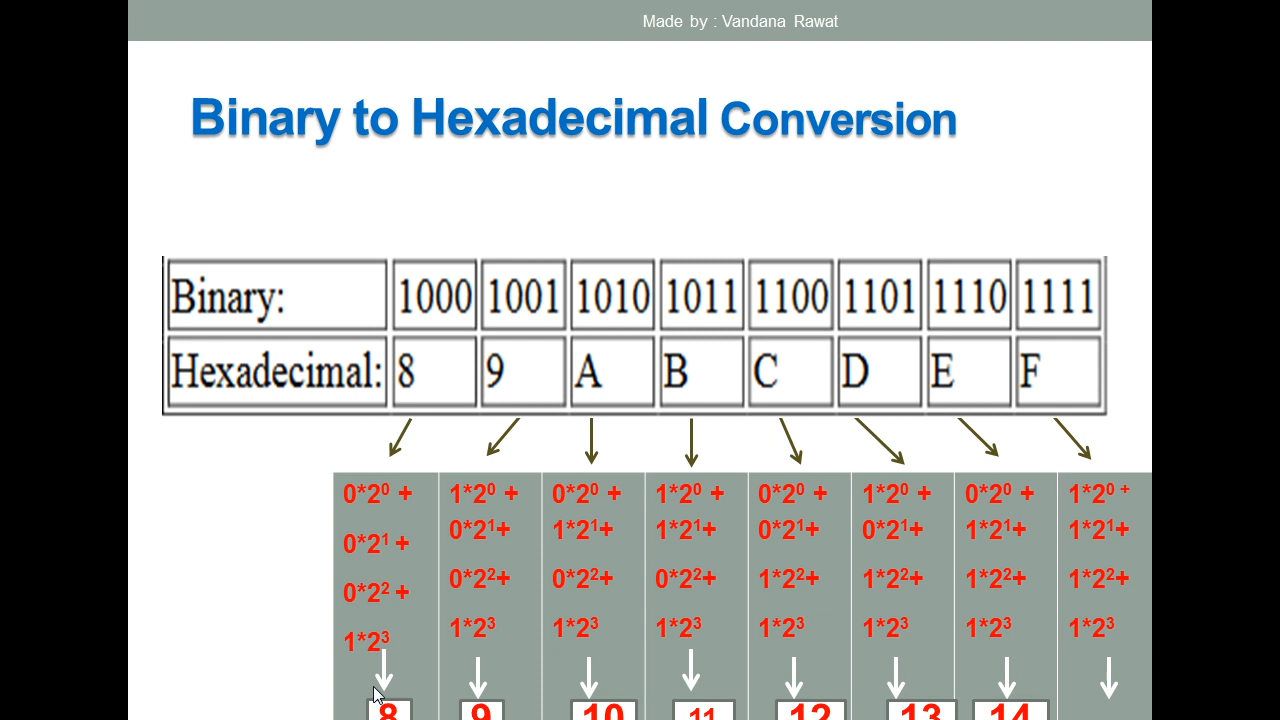 Made by : Vandana Rawat
Binary to Hexadecimal Conversion
Binary: 1000 1001 1010 1011 1100 1101 1110 1111
Hexadecimal: 8 9 A B C D E F
0*2⁰ + 1*2⁰ + 0*2⁰ + 1*2⁰ + 0*2⁰ + 1*2⁰ + 0*2⁰ + 1*2⁰ +
0*2¹ + 0*2¹+ 1*2¹+ 1*2¹+ 0*2¹+ 0*2¹+ 1*2¹+ 1*2¹+
0*2² + 0*2²+ 0*2²+ 0*2²+ 1*2²+ 1*2²+ 1*2²+ 1*2²+
1*2³ 1*2³ 1*2³ 1*2³ 1*2³ 1*2³ 1*2³ 1*2³
8 9 10 11 12 13 14